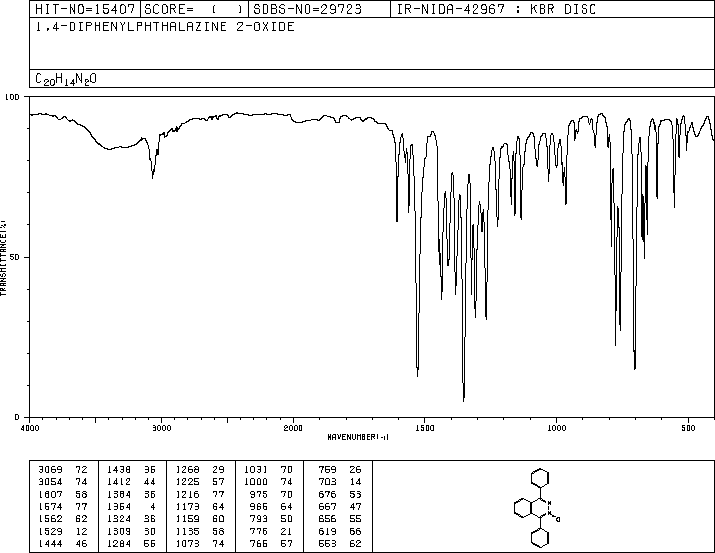 HIT-NO=15407 SCORE= ( ) SDBS-NO=29723 IR-NIDA-42967 : KBR DISC
1,4-DIPHENYLPHTHALAZINE 2-OXIDE
C20H14N2O
100
50
0
TRANSMITTANCE(%)
4000 3000 2000 1500 1000 500
WAVENUMBER(-1)
3069 72 1438 36 1268 29 1031 70 759 26
3054 74 1412 44 1225 57 1000 74 703 14
1607 58 1384 36 1216 77 975 70 676 53
1574 77 1354 4 1173 64 966 64 667 47
1562 62 1324 36 1159 60 793 50 656 55
1529 12 1309 30 1135 58 776 21 619 66
1444 46 1284 55 1073 74 766 57 553 62
N
N
O